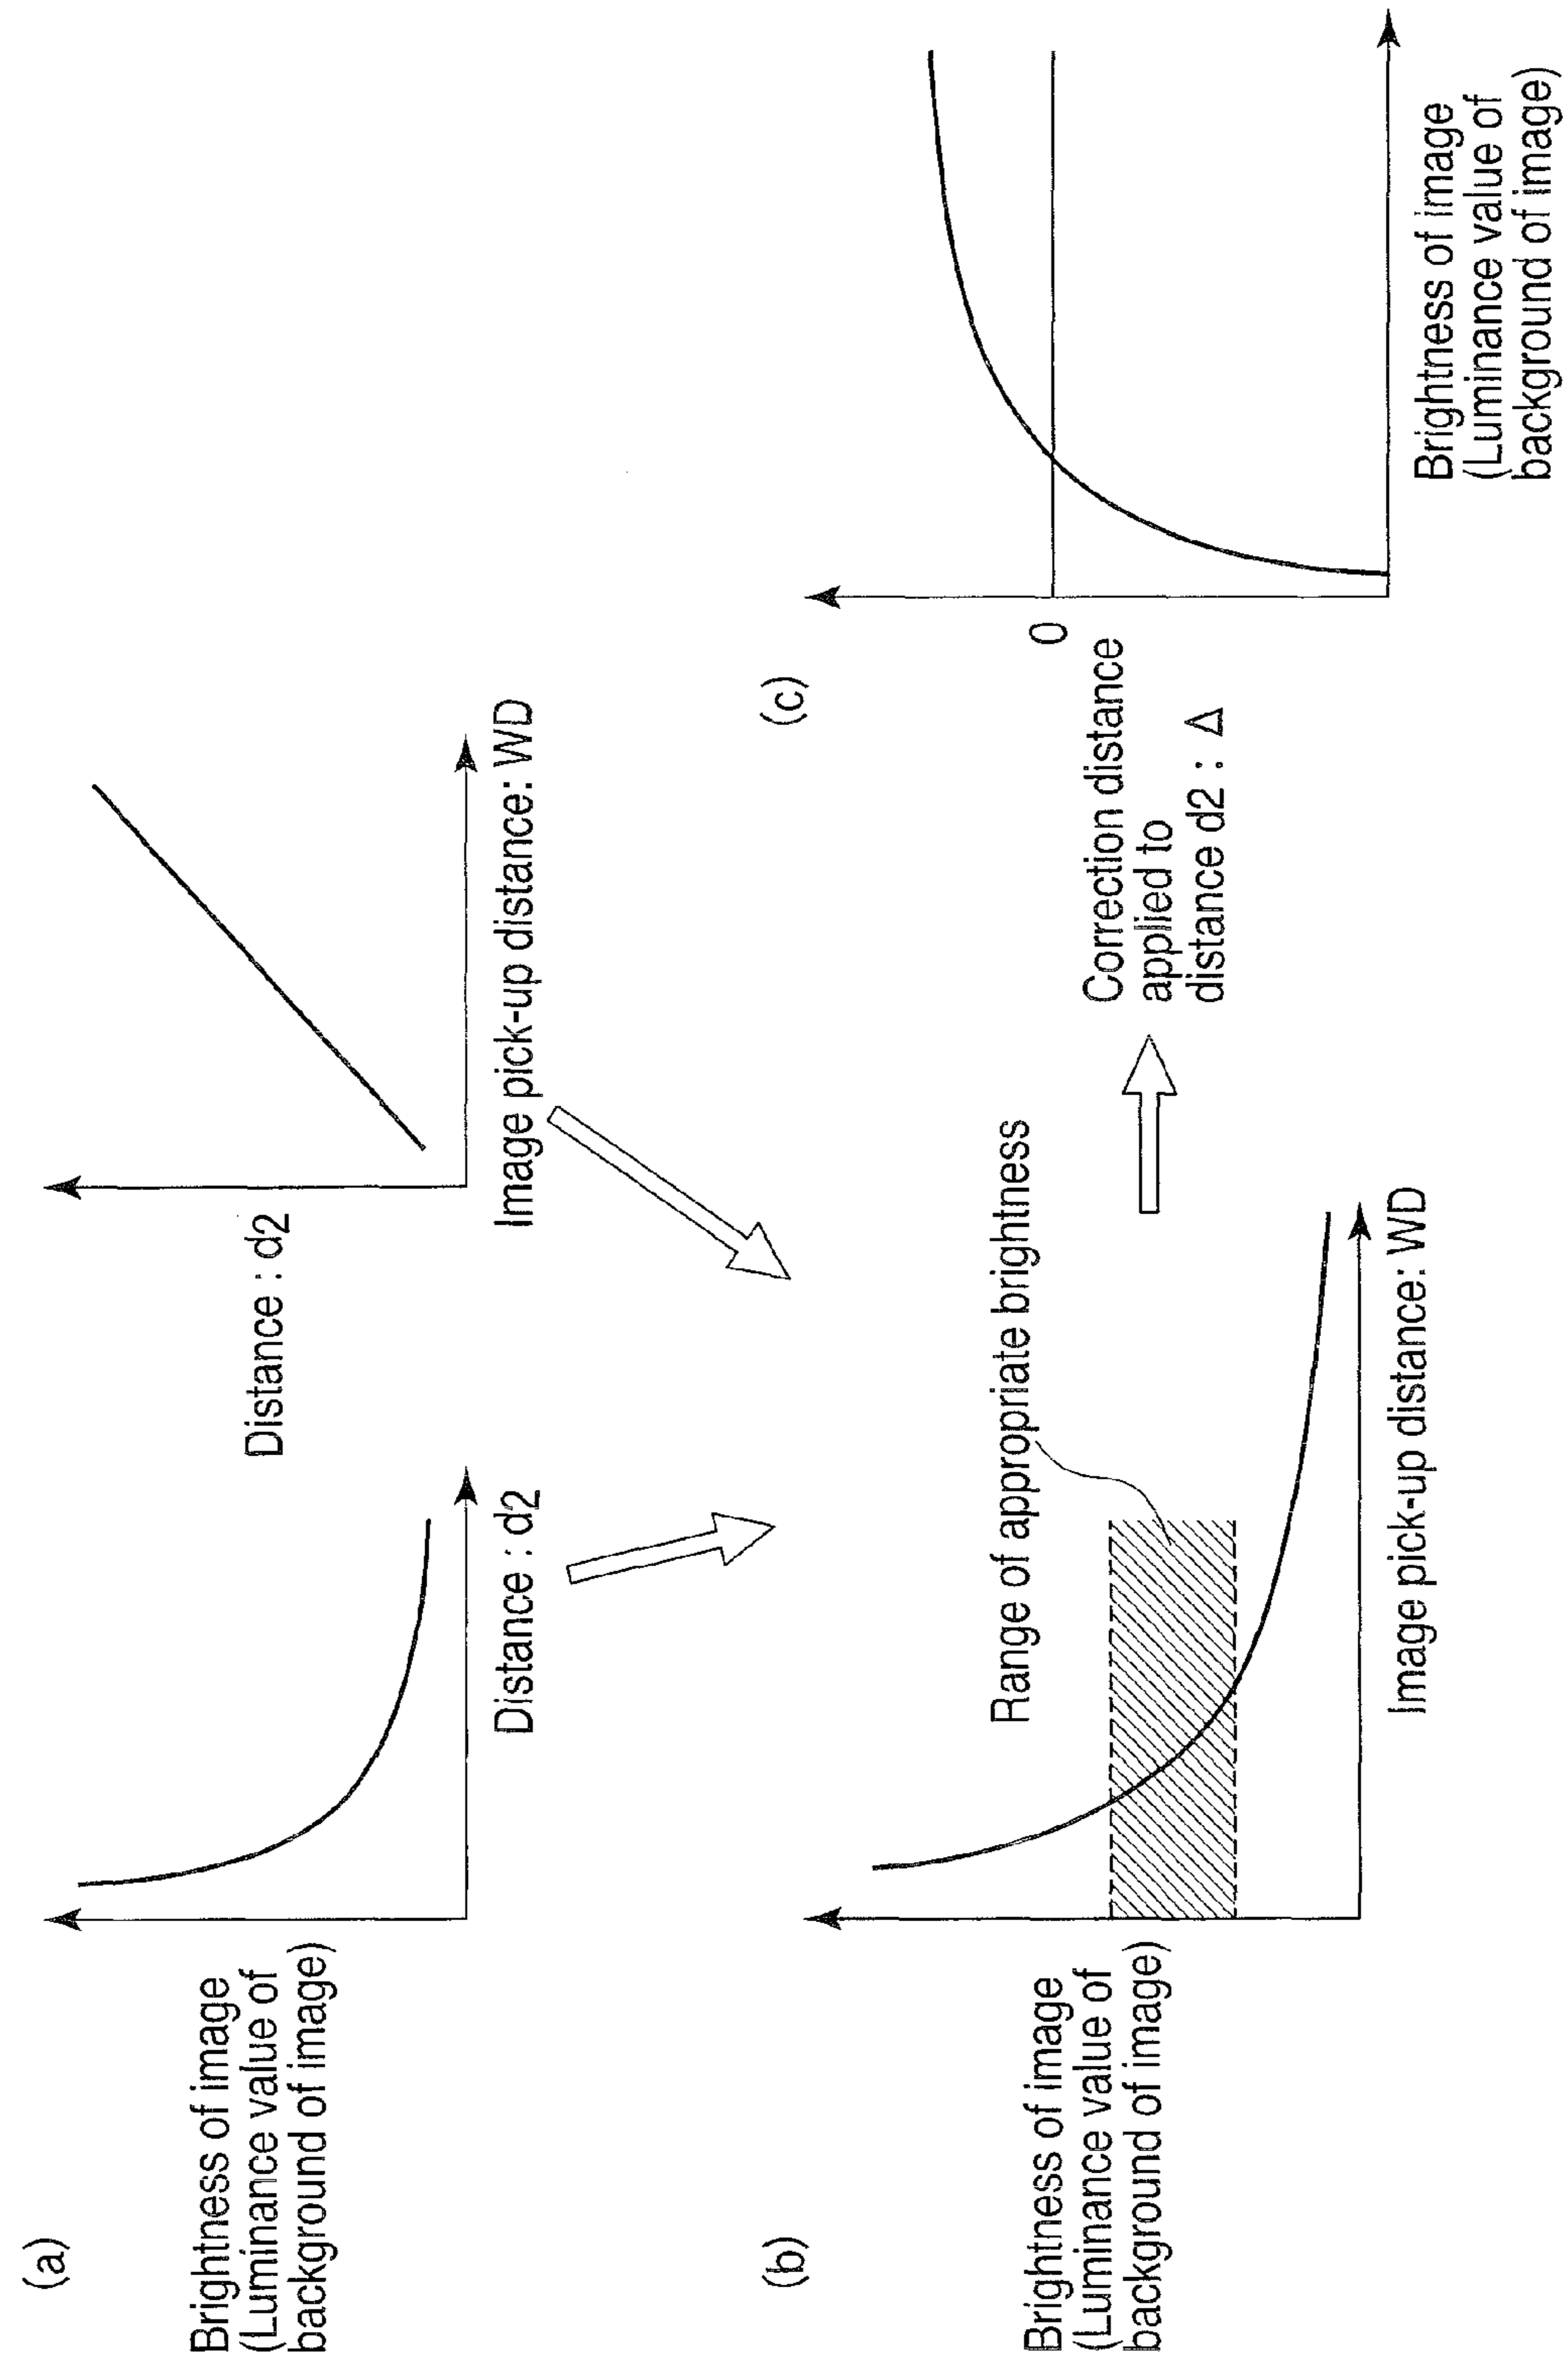 (a)
Brightness of image
(Luminance value of
background of image)
Distance : d2
Distance : d2
Image pick-up distance: WD
(b)
Brightness of image
(Luminance value of
background of image)
Range of appropriate brightness
Image pick-up distance: WD
(c)
Correction distance
applied to
distance d2 : Δ
0
Brightness of image
(Luminance value of
background of image)